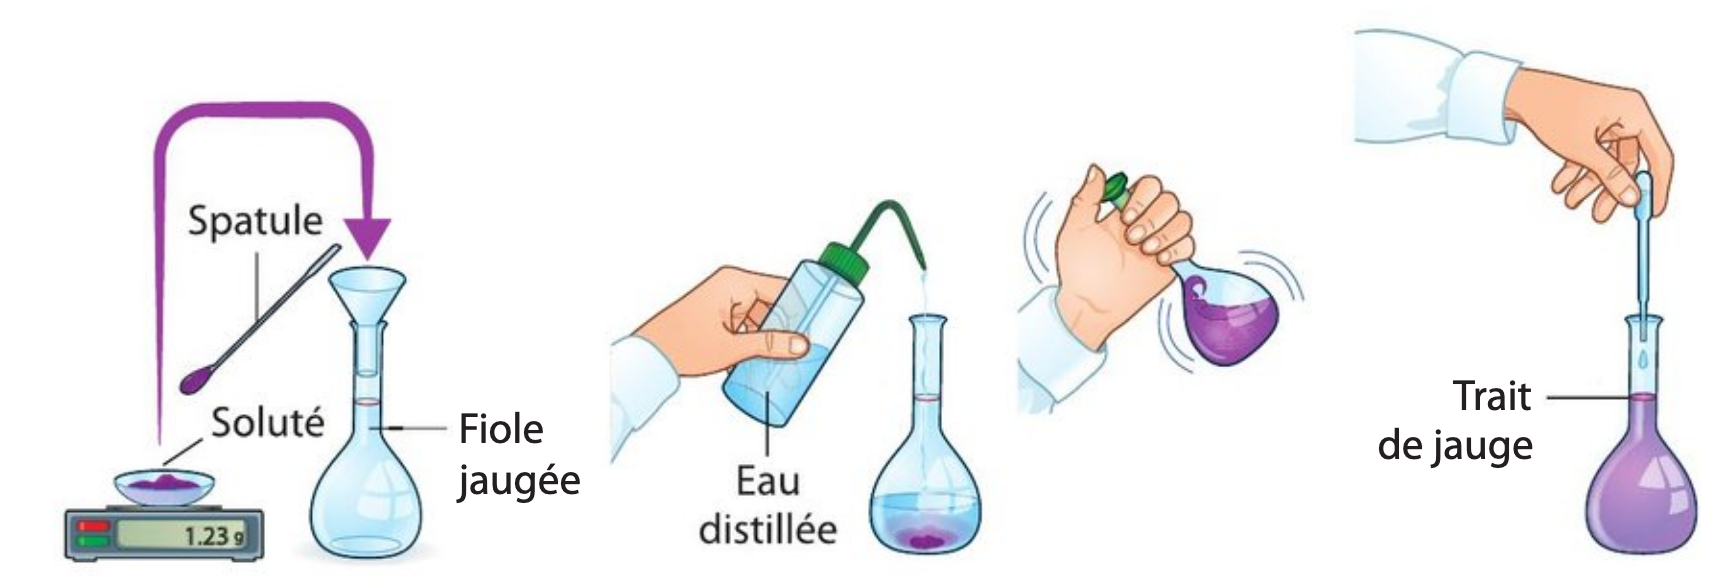 Spatule
Soluté
1.23 g
Fiole
jaugée
Eau
distillée
Trait
de jauge